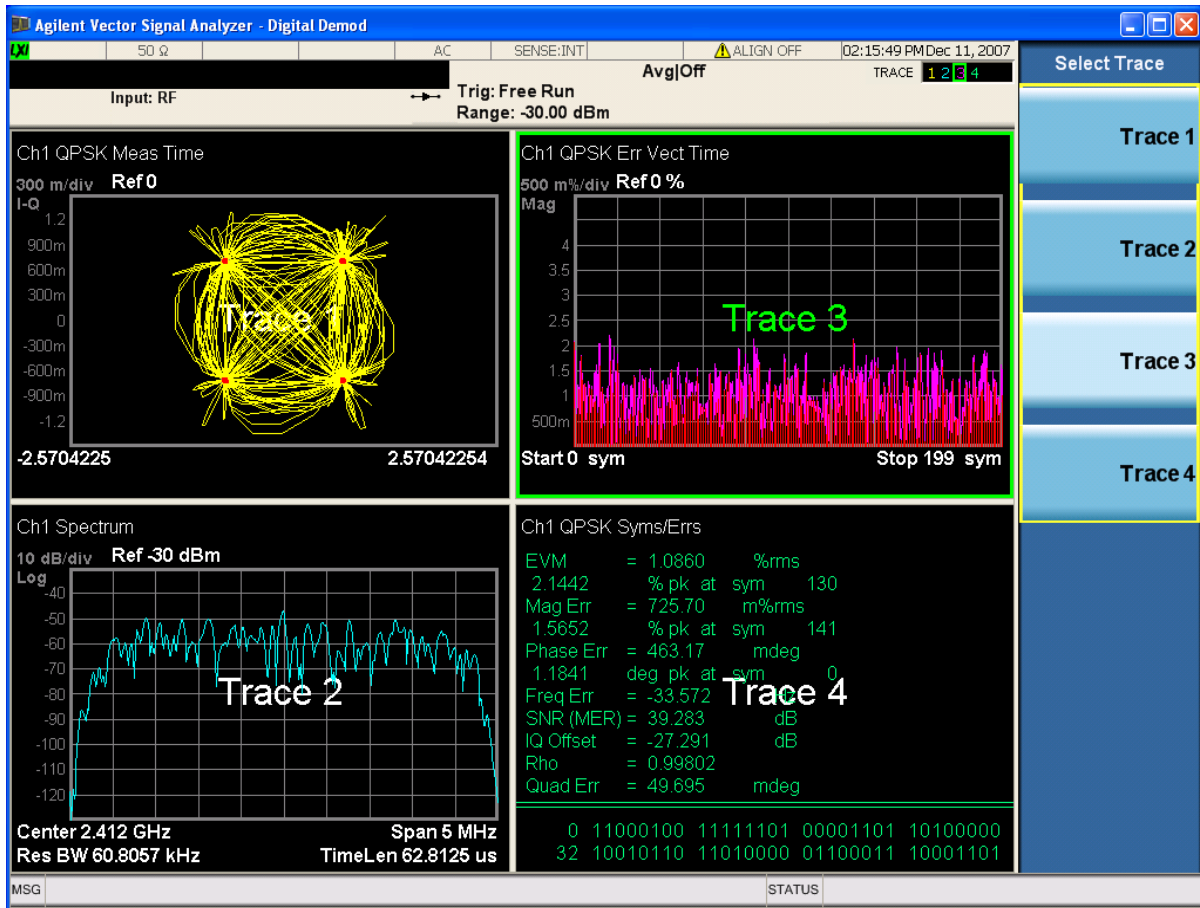 Agilent Vector Signal Analyzer - Digital Demod
LXI 50 Ω AC SENSE:INT ALIGN OFF 02:15:49 PM Dec 11, 2007
Avg|Off TRACE 1 2 3 4
Input: RF
Trig: Free Run
Range: -30.00 dBm
Select Trace
Trace 1
Trace 2
Trace 3
Trace 4
Ch1 QPSK Meas Time
300 m/div Ref 0
I-Q
1.2
900m
600m
300m
0
-300m
-600m
-900m
-1.2
Trace 1
-2.5704225 2.57042254
Ch1 QPSK Err Vect Time
500 m%/div Ref 0 %
Mag
4
3.5
3
2.5
2
1.5
1
500m
Trace 3
Start 0 sym Stop 199 sym
Ch1 Spectrum
10 dB/div Ref -30 dBm
Log
-40
-50
-60
-70
-80
-90
-100
-110
-120
Trace 2
Center 2.412 GHz Span 5 MHz
Res BW 60.8057 kHz TimeLen 62.8125 us
Ch1 QPSK Syms/Errs
EVM = 1.0860 %rms
2.1442 % pk at sym 130
Mag Err = 725.70 m%rms
1.5652 % pk at sym 141
Phase Err = 463.17 mdeg
1.1841 deg pk at sym 0
Freq Err = -33.572 Hz
SNR (MER) = 39.283 dB
IQ Offset = -27.291 dB
Rho = 0.99802
Quad Err = 49.695 mdeg
Trace 4
0 11000100 11111101 00001101 10100000
32 10010110 11010000 01100011 10001101
MSG STATUS